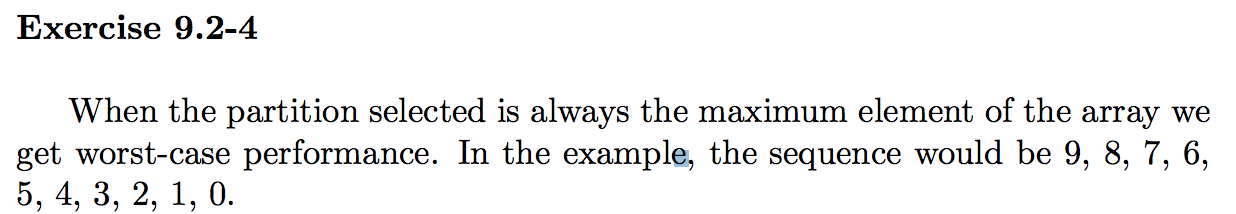 Exercise 9.2-4
When the partition selected is always the maximum element of the array we
get worst-case performance. In the example, the sequence would be 9, 8, 7, 6,
5, 4, 3, 2, 1, 0.